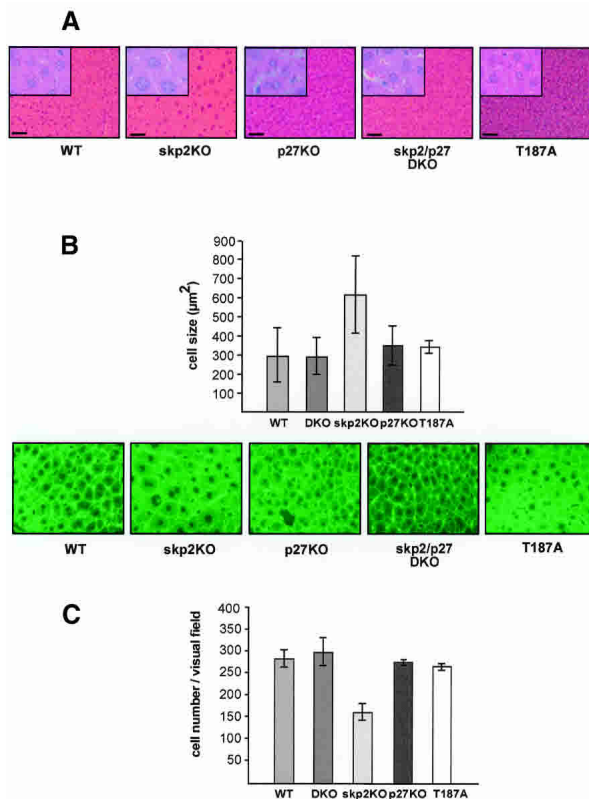 A
WT
skp2KO
p27KO
skp2/p27
DKO
T187A
B
cell size (µm²)
900
800
700
600
500
400
300
200
100
WT
DKO
skp2KO
p27KO
T187A
WT
skp2KO
p27KO
skp2/p27
DKO
T187A
C
cell number / visual field
400
350
300
250
200
150
100
50
WT
DKO
skp2KO
p27KO
T187A